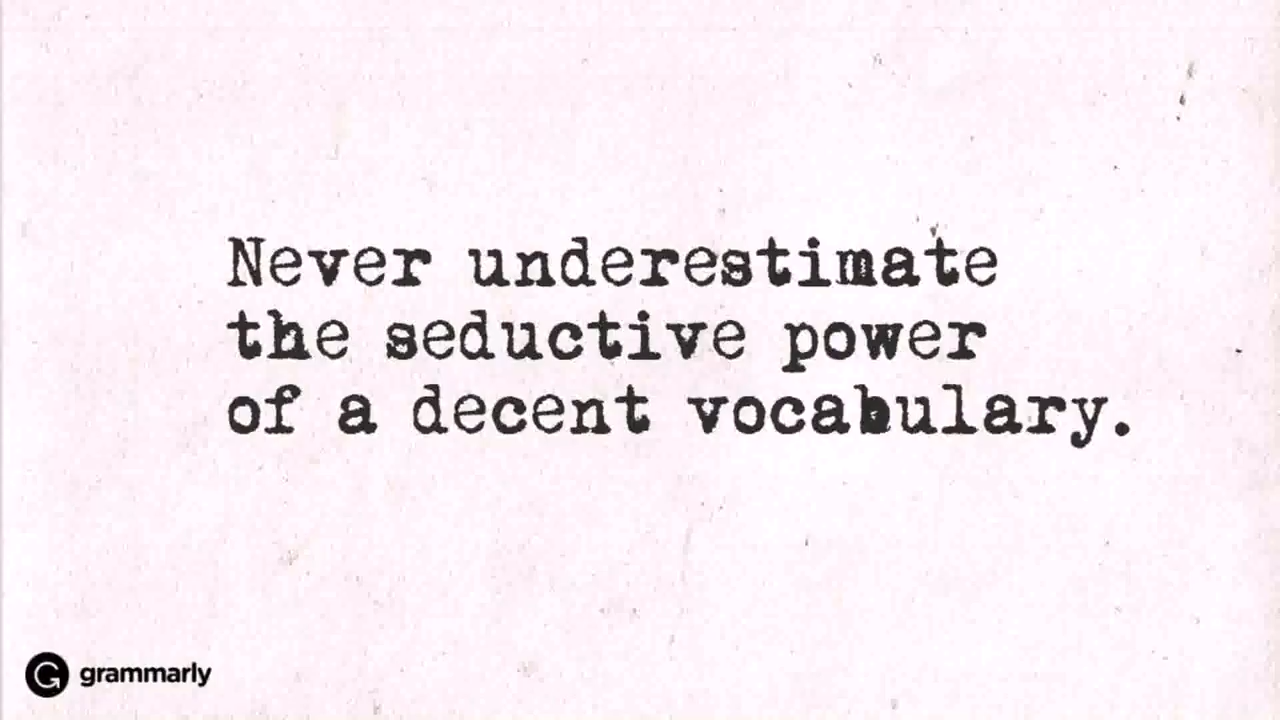 Never underestimate
the seductive power
of a decent vocabulary.
grammarly